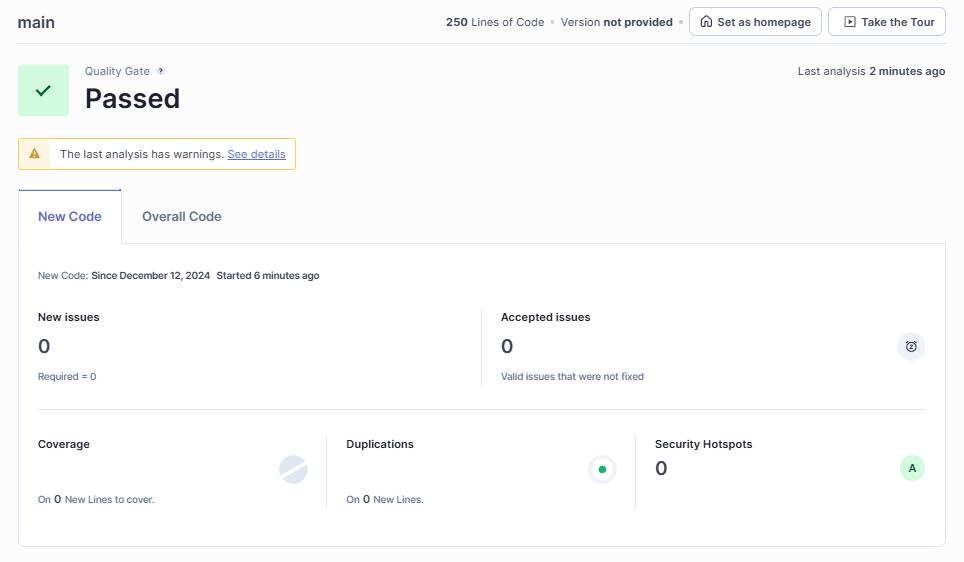 main
250 Lines of Code • Version not provided • Set as homepage Take the Tour
Quality Gate ?
Last analysis 2 minutes ago
Passed
The last analysis has warnings. See details
New Code Overall Code
New Code: Since December 12, 2024 Started 6 minutes ago
New issues
0
Required = 0
Accepted issues
0
Valid issues that were not fixed
Coverage
On 0 New Lines to cover.
Duplications
On 0 New Lines.
Security Hotspots
0
A